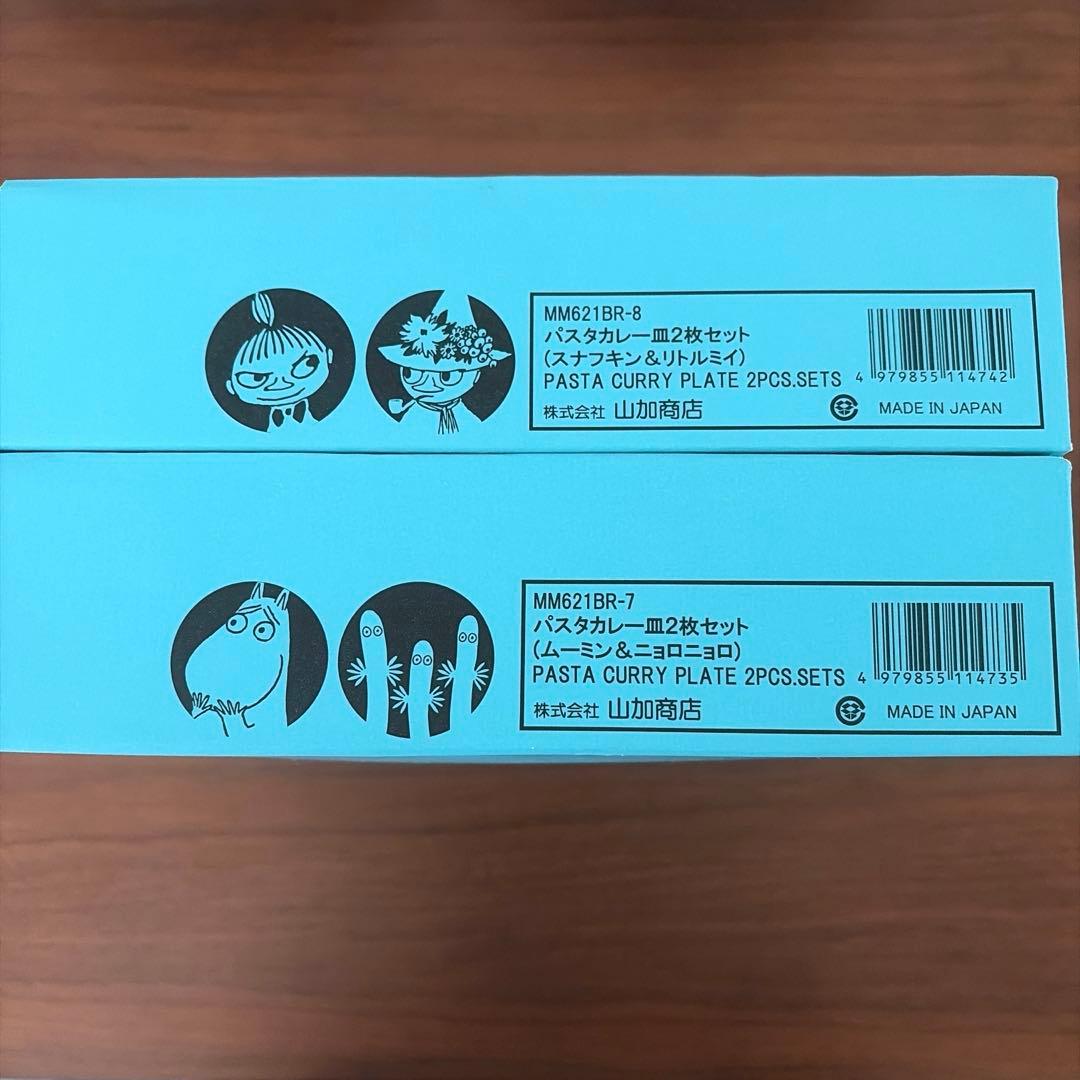 MM621BR-8
パスタカレー皿2枚セット
(スナフキン&リトルミイ)
PASTA CURRY PLATE 2PCS.SETS
4 979855 114742
株式会社 山加商店
MADE IN JAPAN
MM621BR-7
パスタカレー皿2枚セット
(ムーミン&ニョロニョロ)
PASTA CURRY PLATE 2PCS.SETS
4 979855 114735
株式会社 山加商店
MADE IN JAPAN